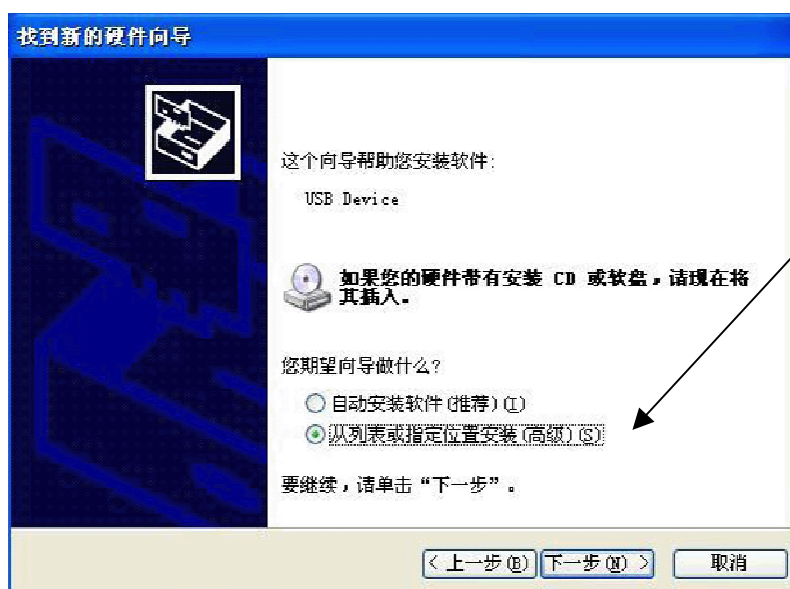 找到新的硬件向导
这个向导帮助您安装软件:
USB Device
如果您的硬件带有安装 CD 或软盘，请现在将
其插入。
您期望向导做什么?
自动安装软件(推荐)(I)
从列表或指定位置安装(高级)(S)
要继续，请单击“下一步”。
< 上一步(B)
下一步(N) >
取消